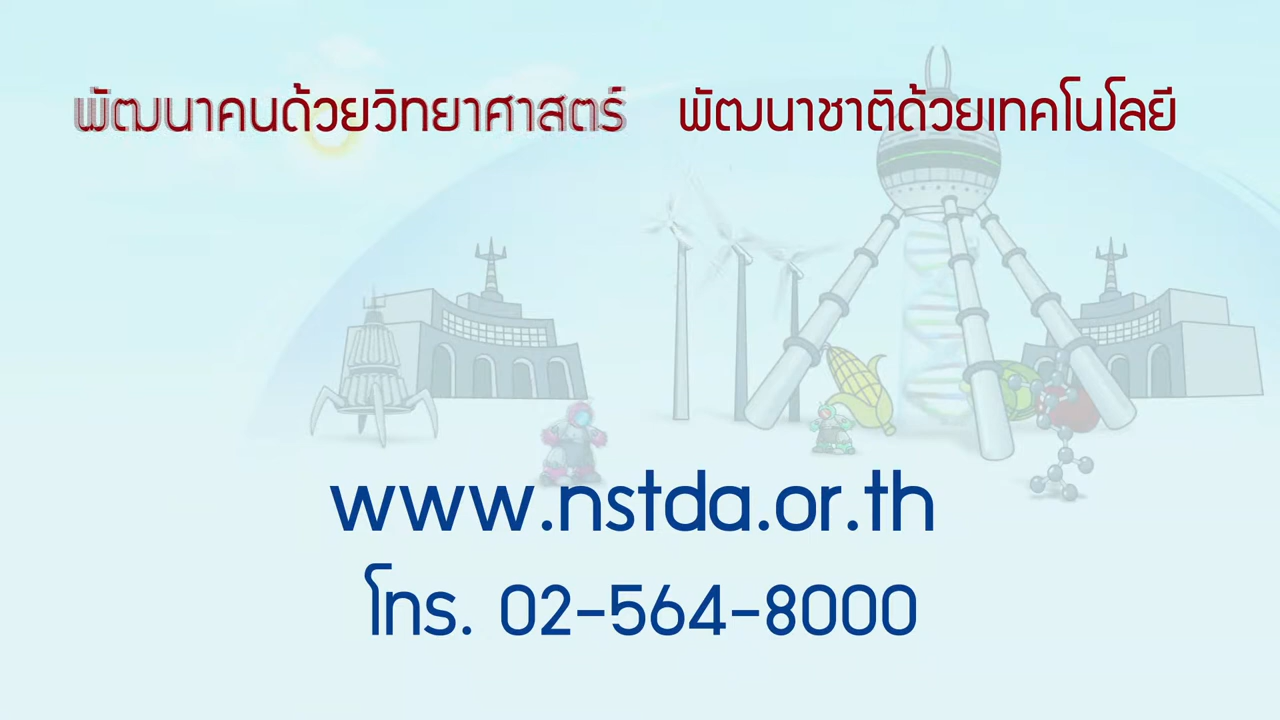 พัฒนาคนด้วยวิทยาศาสตร์ พัฒนาชาติด้วยเทคโนโลยี
www.nstda.or.th
โทร. 02-564-8000